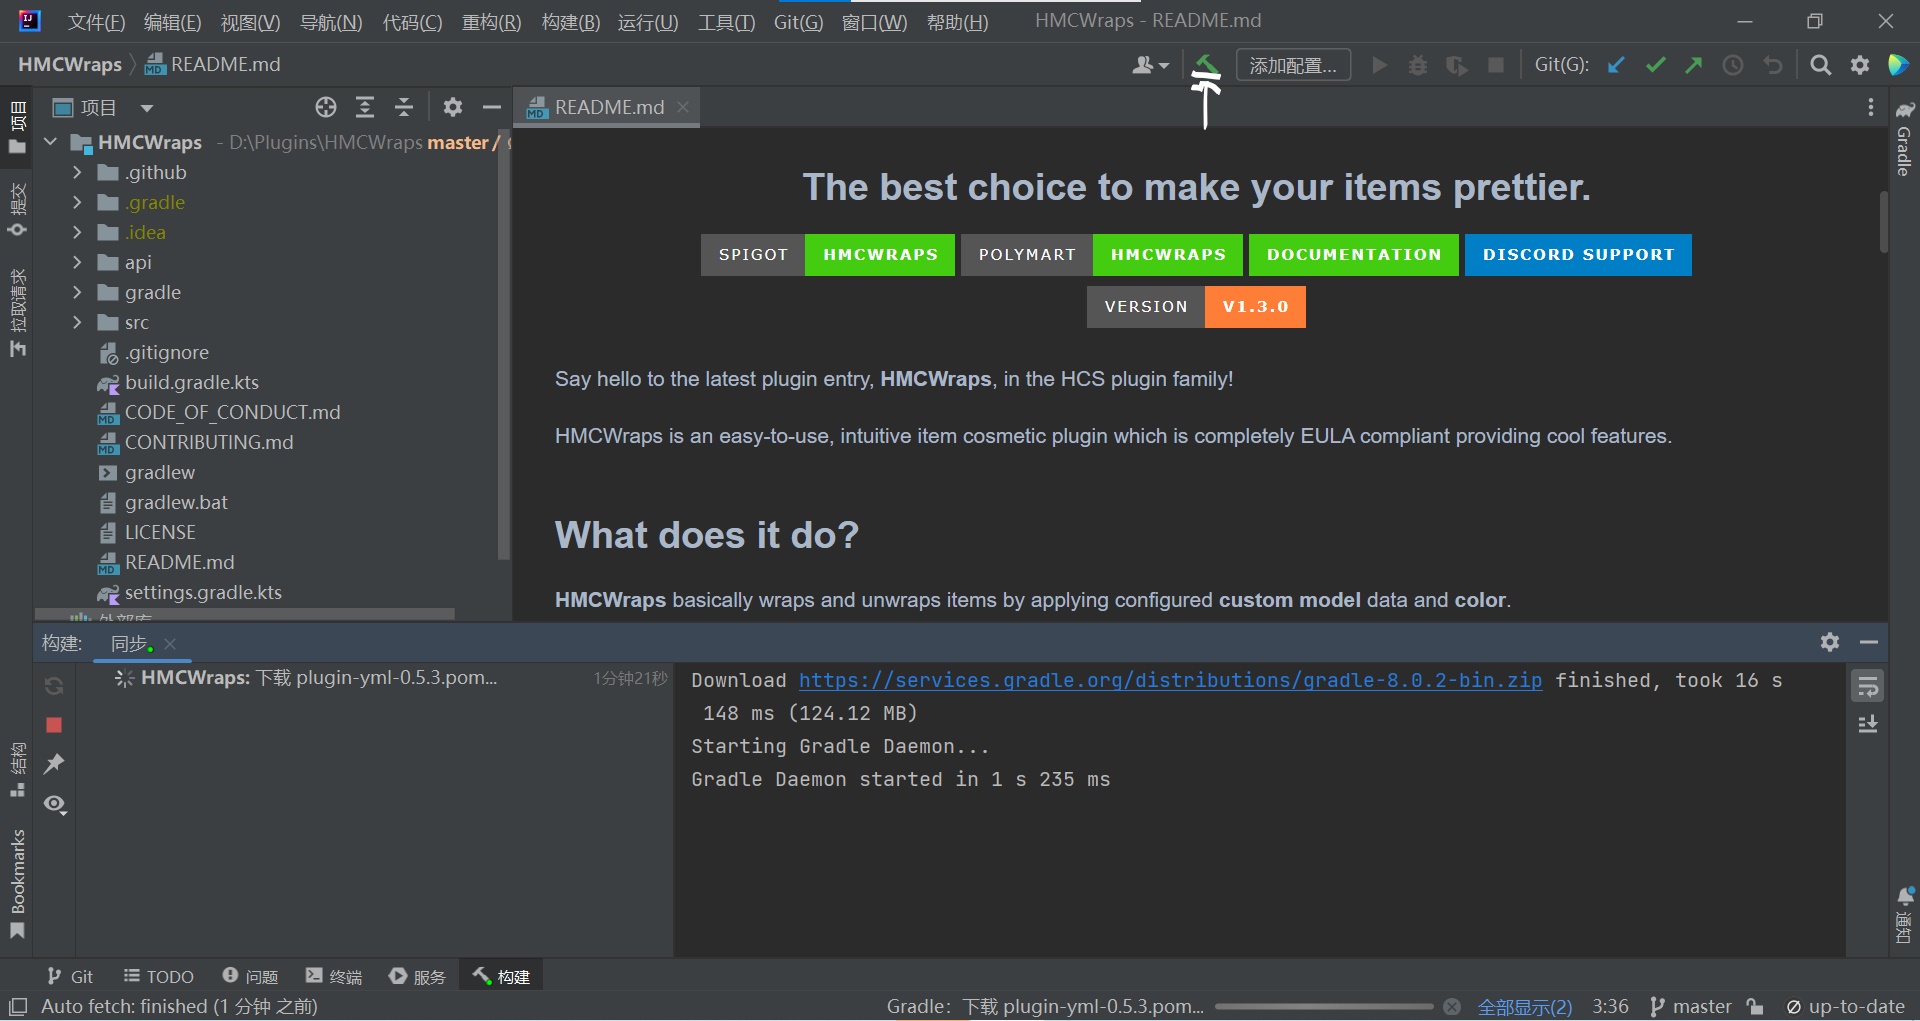 文件(F) 编辑(E) 视图(V) 导航(N) 代码(C) 重构(R) 构建(B) 运行(U) 工具(T) Git(G) 窗口(W) 帮助(H) HMCWraps - README.md
HMCWraps README.md 添加配置... Git(G):
项目
README.md
HMCWraps - D:\Plugins\HMCWraps master /
.github
.gradle
.idea
api
gradle
src
.gitignore
build.gradle.kts
CODE_OF_CONDUCT.md
CONTRIBUTING.md
gradlew
gradlew.bat
LICENSE
README.md
settings.gradle.kts
外部库
项目
提交
拉取请求
结构
Bookmarks
The best choice to make your items prettier.
SPIGOT HMCWRAPS POLYMART HMCWRAPS DOCUMENTATION DISCORD SUPPORT
VERSION V1.3.0
Say hello to the latest plugin entry, HMCWraps, in the HCS plugin family!
HMCWraps is an easy-to-use, intuitive item cosmetic plugin which is completely EULA compliant providing cool features.
What does it do?
HMCWraps basically wraps and unwraps items by applying configured custom model data and color.
Gradle
通知
构建: 同步
HMCWraps: 下载 plugin-yml-0.5.3.pom... 1分钟21秒
Download https://services.gradle.org/distributions/gradle-8.0.2-bin.zip finished, took 16 s
148 ms (124.12 MB)
Starting Gradle Daemon...
Gradle Daemon started in 1 s 235 ms
Git TODO 问题 终端 服务 构建
Auto fetch: finished (1 分钟 之前) Gradle: 下载 plugin-yml-0.5.3.pom... 全部显示(2) 3:36 master up-to-date